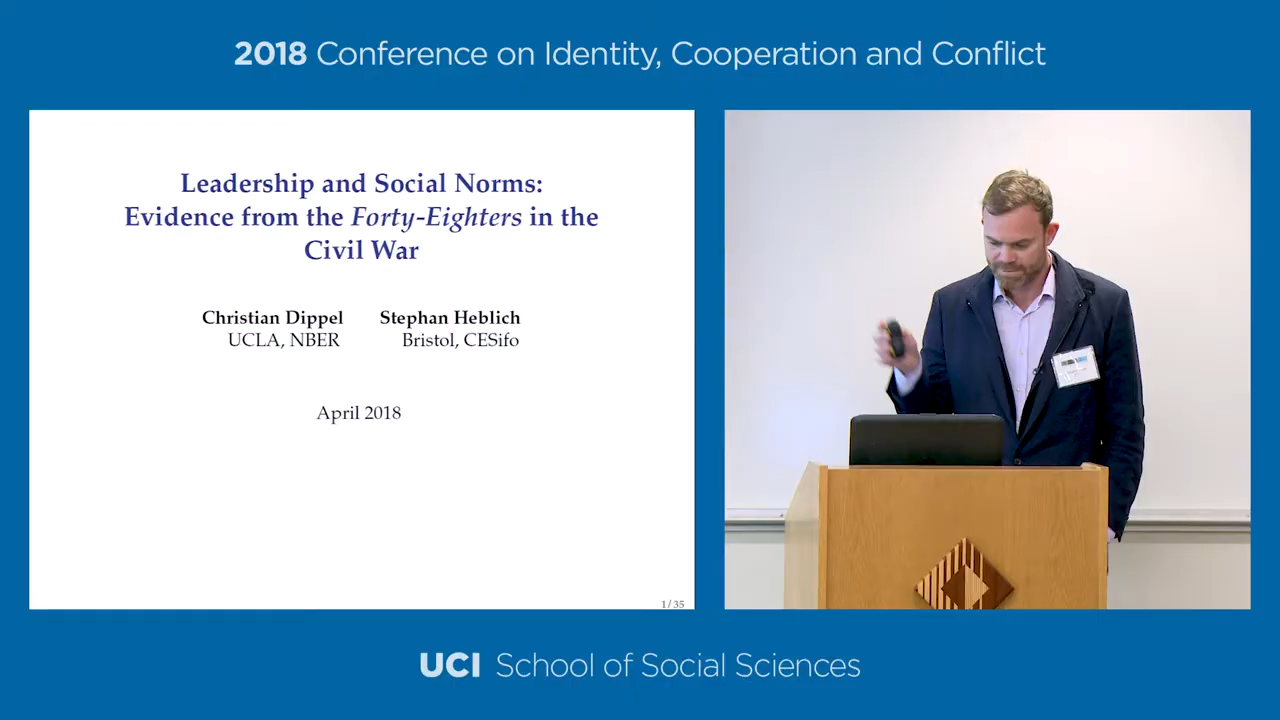 2018 Conference on Identity, Cooperation and Conflict
Leadership and Social Norms:
Evidence from the Forty-Eighters in the
Civil War
Christian Dippel Stephan Heblich
UCLA, NBER Bristol, CESifo
April 2018
1 / 35
UCI School of Social Sciences